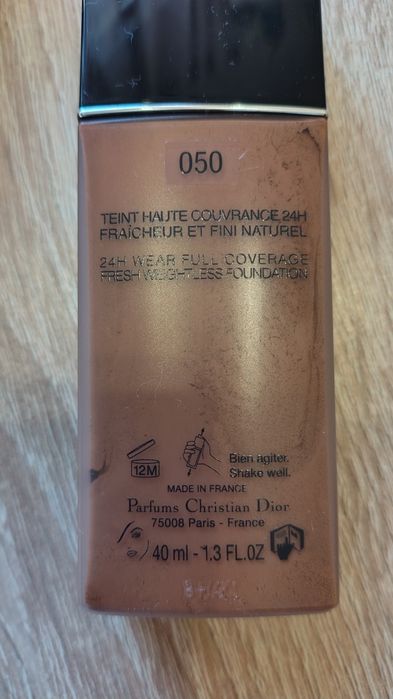 050
TEINT HAUTE COUVRANCE 24H
FRAÎCHEUR ET FINI NATUREL
24H WEAR FULL COVERAGE
FRESH WEIGHTLESS FOUNDATION
12M
Bien agiter.
Shake well.
MADE IN FRANCE
Parfums Christian Dior
75008 Paris - France
40 ml - 1.3 FL.OZ